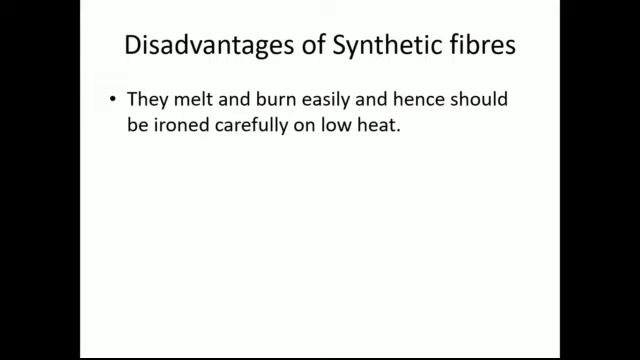 Disadvantages of Synthetic fibres
• They melt and burn easily and hence should
be ironed carefully on low heat.